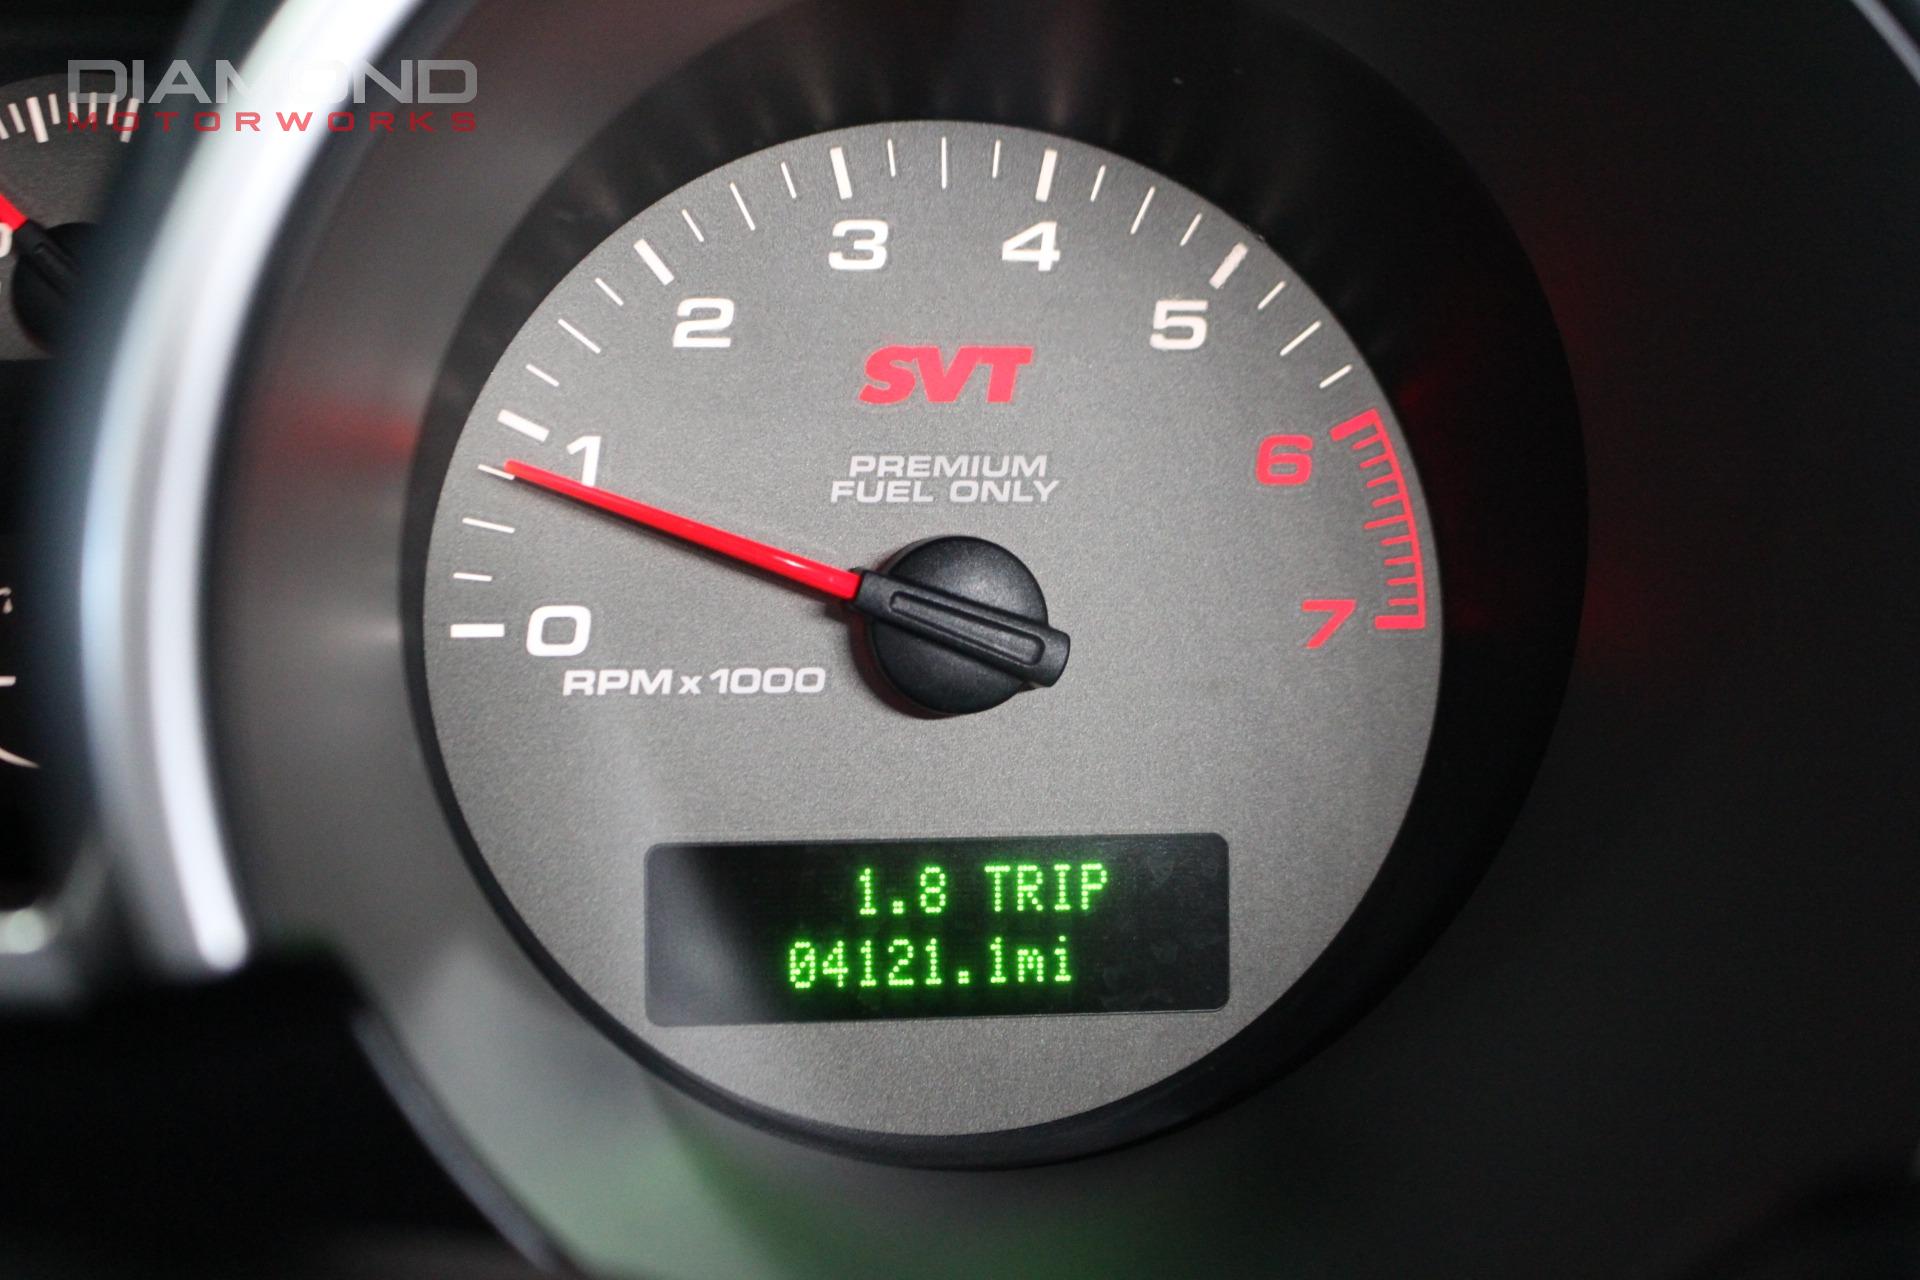 DIAMOND
MOTORWORKS
3
4
2
5
SVT
1
6
PREMIUM
FUEL ONLY
0
7
RPM x 1000
1.8 TRIP
04121.1mi